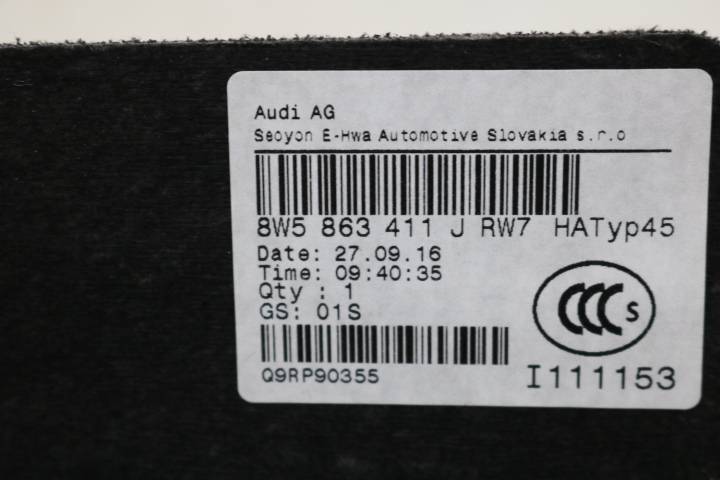 Audi AG
Seoyon E-Hwa Automotive Slovakia s.r.o
8W5 863 411 J RW7 HATyp45
Date: 27.09.16
Time: 09:40:35
Qty : 1
GS: 01S
CCC S
Q9RP90355
I111153